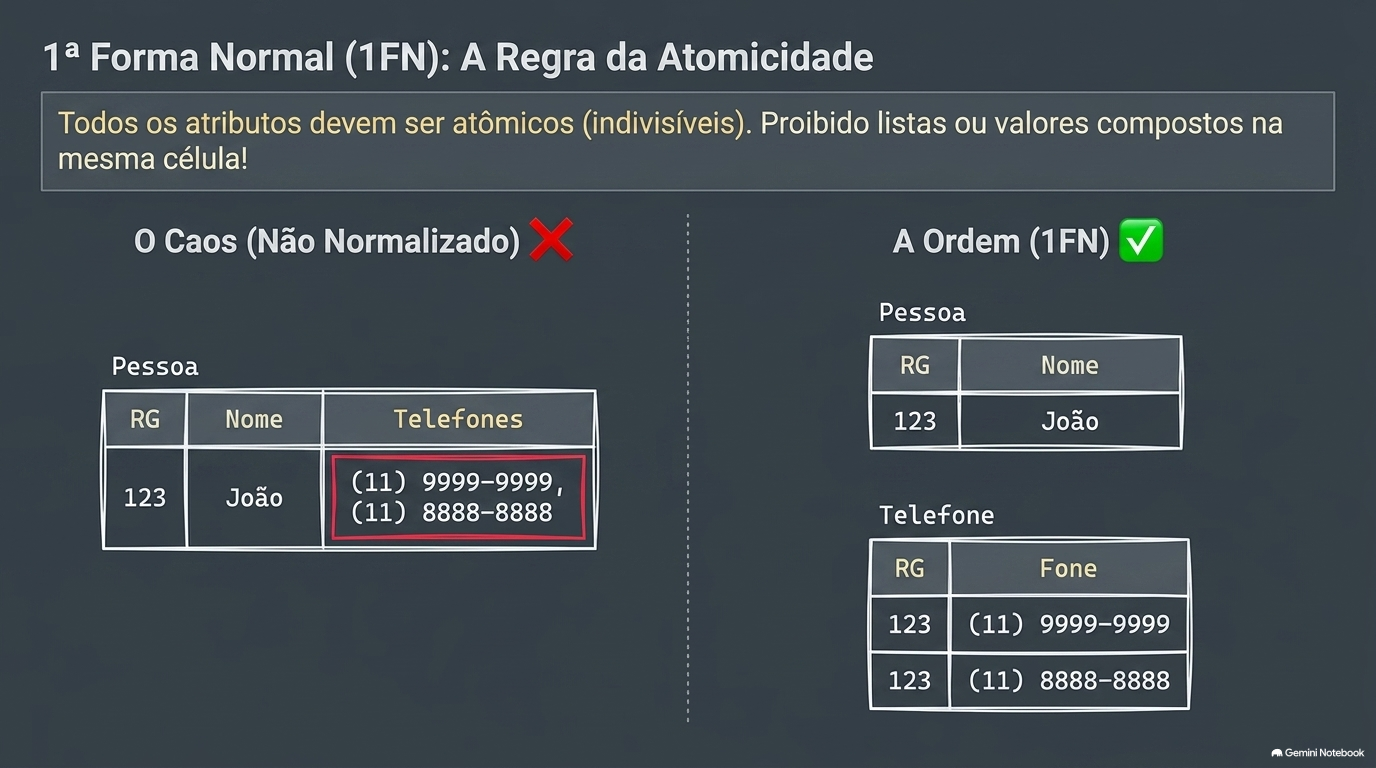 1ª Forma Normal (1FN): A Regra da Atomicidade
Todos os atributos devem ser atômicos (indivisíveis). Proibido listas ou valores compostos na
mesma célula!
O Caos (Não Normalizado) ❌
Pessoa
RG Nome Telefones
123 João (11) 9999-9999,
(11) 8888-8888
A Ordem (1FN) ✅
Pessoa
RG Nome
123 João
Telefone
RG Fone
123 (11) 9999-9999
123 (11) 8888-8888
Gemini Notebook